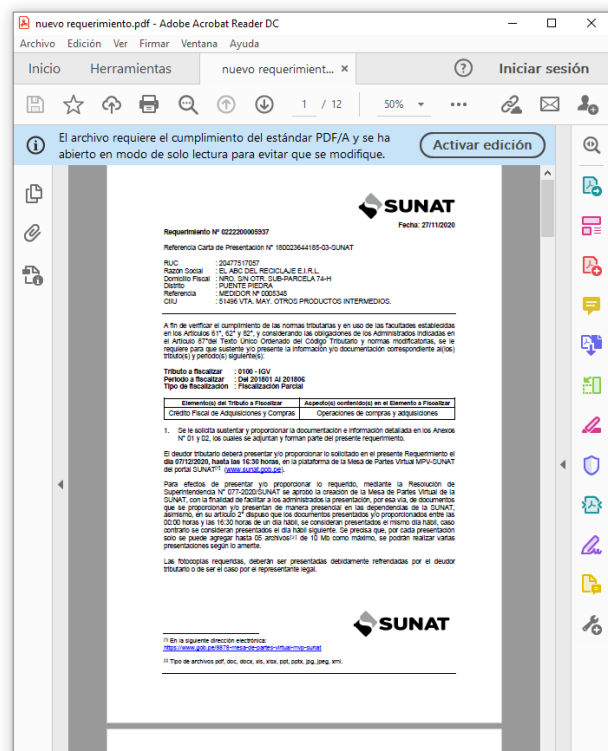 nuevo requerimiento.pdf - Adobe Acrobat Reader DC
Archivo Edición Ver Firmar Ventana Ayuda
Inicio Herramientas nuevo requerimient... × ? Iniciar sesión
1 / 12 50%
El archivo requiere el cumplimiento del estándar PDF/A y se ha
abierto en modo de solo lectura para evitar que se modifique.
Activar edición
SUNAT
Fecha: 27/11/2020
Requerimiento N° 0222200005937
Referencia Carta de Presentación N° 180023644185-03-SUNAT
RUC : 20477517057
Razón Social : EL ABC DEL RECICLAJE E.I.R.L.
Domicilio Fiscal : NRO. S/N OTR. SUB-PARCELA 74-H
Distrito : PUENTE PIEDRA
Referencia : MEDIDOR Nº 0005345
CIIU : 51496 VTA. MAY. OTROS PRODUCTOS INTERMEDIOS.
A fin de verificar el cumplimiento de las normas tributarias y en uso de las facultades establecidas
en los Artículos 61°, 62° y 82°, y considerando las obligaciones de los Administrados indicadas en
el Artículo 87°del Texto Único Ordenado del Código Tributario y normas modificatorias, se le
requiere para que sustente y/o presente la información y/o documentación correspondiente al(los)
tributo(s) y periodo(s) siguiente(s):
Tributo a fiscalizar : 0100 - IGV
Periodo a fiscalizar : Del 201801 Al 201806
Tipo de fiscalización : Fiscalización Parcial
Elemento(s) del Tributo a Fiscalizar Aspecto(s) contenido(s) en el Elemento a Fiscalizar
Crédito Fiscal de Adquisiciones y Compras Operaciones de compras y adquisiciones
1. Se le solicita sustentar y proporcionar la documentación e información detallada en los Anexos
N° 01 y 02, los cuales se adjuntan y forman parte del presente requerimiento.
El deudor tributario deberá presentar y/o proporcionar lo solicitado en el presente Requerimiento el
día 07/12/2020, hasta las 16:30 horas, en la plataforma de la Mesa de Partes Virtual MPV-SUNAT
del portal SUNAT[1] (www.sunat.gob.pe).
Para efectos de presentar y/o proporcionar lo requerido, mediante la Resolución de
Superintendencia N° 077-2020/SUNAT se aprobó la creación de la Mesa de Partes Virtual de la
SUNAT, con la finalidad de facilitar a los administrados la presentación, por esa vía, de documentos
que se proporcionan y/o presentan de manera presencial en las dependencias de la SUNAT,
asimismo, en su artículo 2° dispuso que los documentos presentados y/o proporcionados entre las
00:00 horas y las 16:30 horas de un día hábil, se consideran presentados el mismo día hábil, caso
contrario se consideran presentados el día hábil siguiente. Se precisa que, por cada presentación
solo se puede agregar hasta 05 archivos[2] de 10 Mb como máximo, se podrán realizar varias
presentaciones según lo amerite.
Las fotocopias requeridas, deberán ser presentadas debidamente refrendadas por el deudor
tributario o de ser el caso por el representante legal.
SUNAT
[1] En la siguiente dirección electrónica:
https://www.gob.pe/9879-mesa-de-partes-virtual-mvp-sunat
[2] Tipo de archivos pdf, doc, docx, xls, xlsx, ppt, pptx, jpg, jpeg, xml.